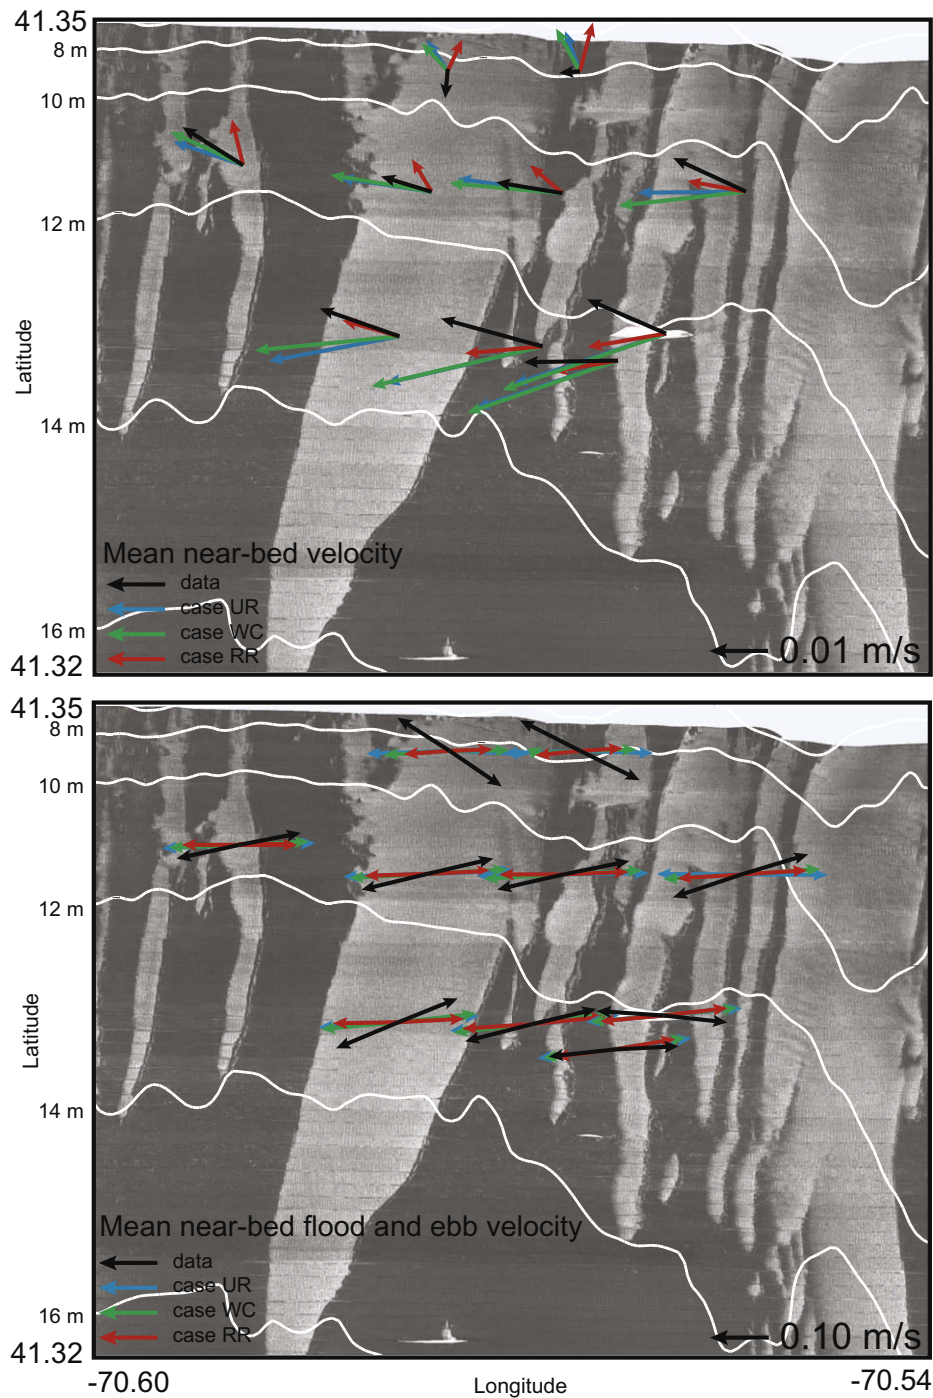 41.35
8 m
10 m
12 m
Latitude
14 m
Mean near-bed velocity
data
case UR
case WC
case RR
16 m
0.01 m/s
41.32
41.35
8 m
10 m
12 m
Latitude
14 m
Mean near-bed flood and ebb velocity
data
case UR
case WC
case RR
16 m
0.10 m/s
41.32
-70.60
Longitude
-70.54